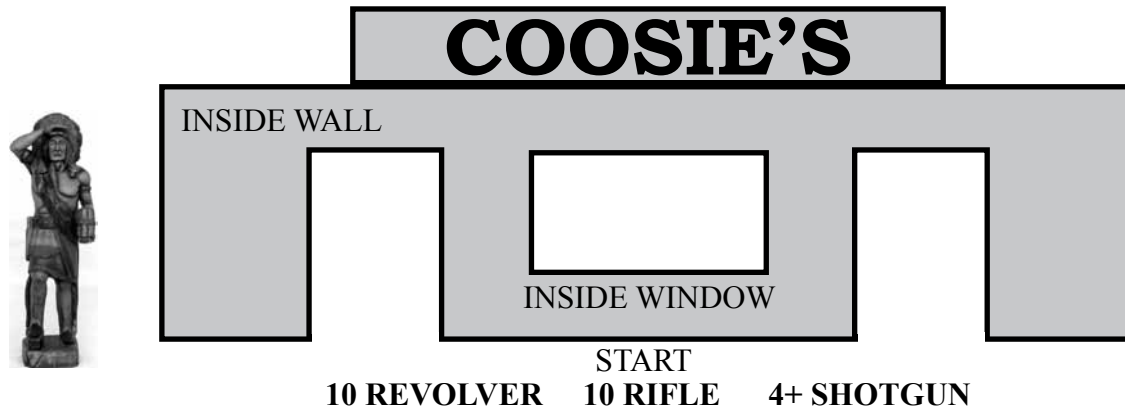 COOSIE’S
INSIDE WALL
INSIDE WINDOW
START
10 REVOLVER 10 RIFLE 4+ SHOTGUN